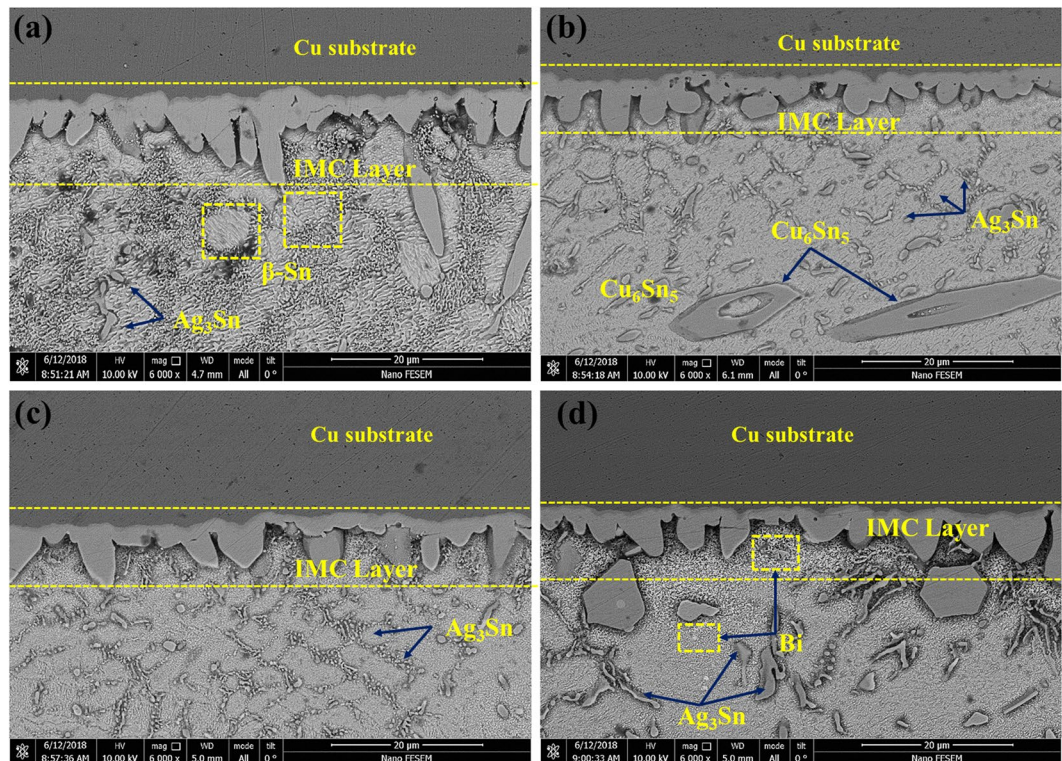 (a)
Cu substrate
IMC Layer
β-Sn
Ag₃Sn
6/12/2018 HV mag WD mode tilt 20 µm
8:51:21 AM 10.00 kV 6 000 x 4.7 mm All 0 ° Nano FESEM
(b)
Cu substrate
IMC Layer
Ag₃Sn
Cu₆Sn₅
Cu₆Sn₅
6/12/2018 HV mag WD mode tilt 20 µm
8:54:18 AM 10.00 kV 6 000 x 6.1 mm All 0 ° Nano FESEM
(c)
Cu substrate
IMC Layer
Ag₃Sn
6/12/2018 HV mag WD mode tilt 20 µm
8:57:36 AM 10.00 kV 6 000 x 5.0 mm All 0 ° Nano FESEM
(d)
Cu substrate
IMC Layer
Bi
Ag₃Sn
6/12/2018 HV mag WD mode tilt 20 µm
9:00:33 AM 10.00 kV 6 000 x 5.0 mm All 0 ° Nano FESEM